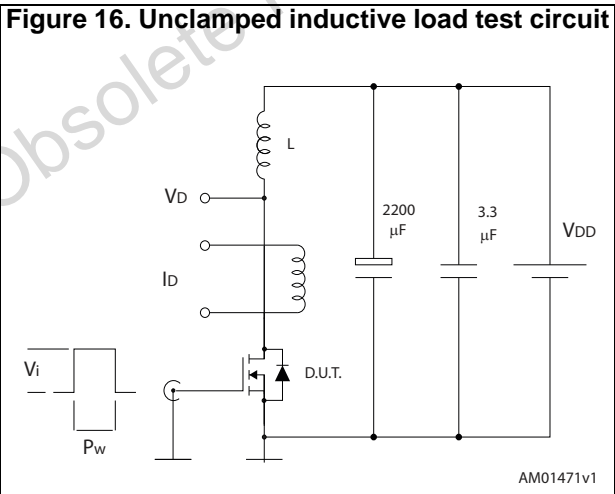 Figure 16. Unclamped inductive load test circuit
Obsolete
L
VD
2200
μF
3.3
μF
VDD
ID
Vi
D.U.T.
Pw
AM01471v1